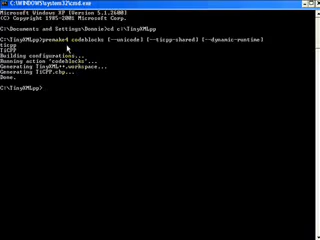 C:\WINDOWS\system32\cmd.exe
Microsoft Windows XP [Version 5.1.2600]
(C) Copyright 1985-2001 Microsoft Corp.
C:\Documents and Settings\Donnie>cd c:\TinyXMLpp
C:\TinyXMLpp>premake4 codeblocks [--unicode] [--ticpp-shared] [--dynamic-runtime]
ticpp
TiCPP
Building configurations...
Running action 'codeblocks'...
Generating TinyXML++.workspace...
Generating TiCPP.cbp...
Done.
C:\TinyXMLpp>